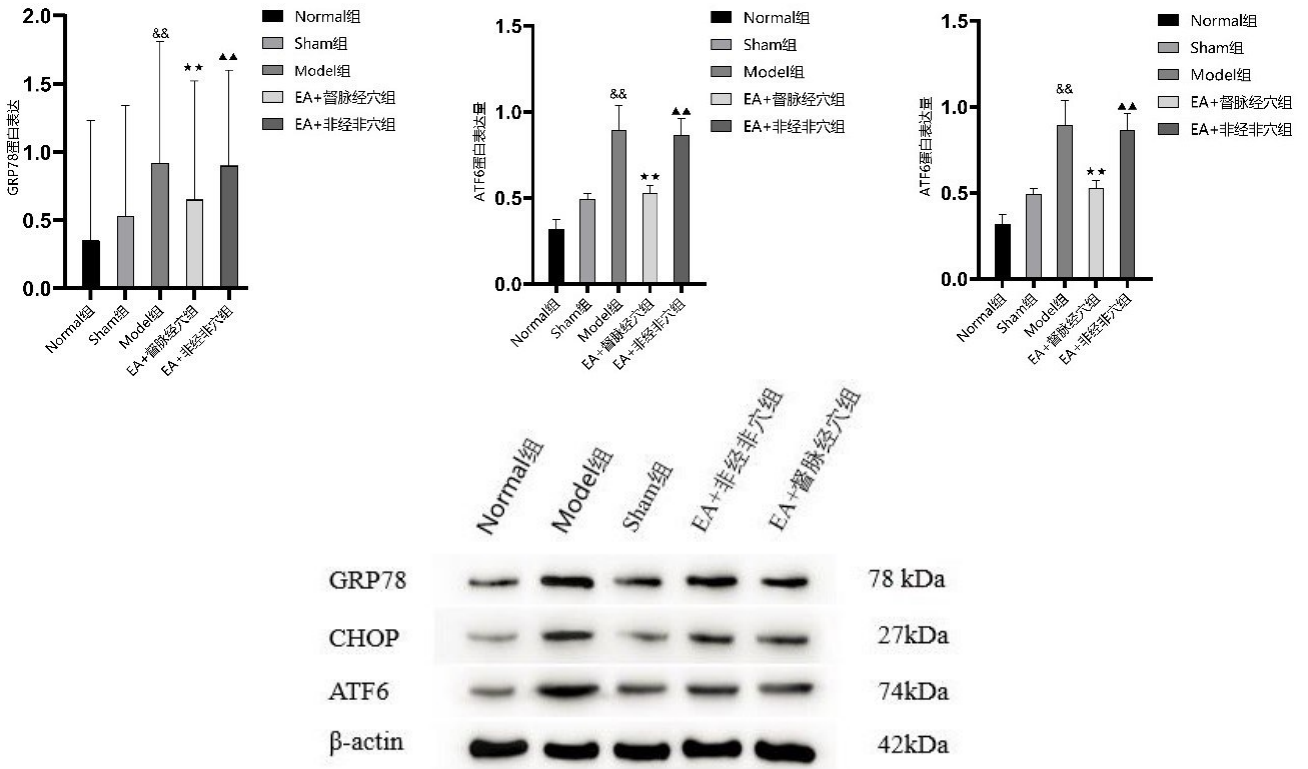 GRP78蛋白表达
2.0
1.5
1.0
0.5
0.0
&&
★★
▲▲
Normal组
Sham组
Model组
EA+督脉经穴组
EA+非经非穴组
Normal组
Sham组
Model组
EA+督脉经穴组
EA+非经非穴组
ATF6蛋白表达量
1.5
1.0
0.5
0.0
&&
★★
▲▲
Normal组
Sham组
Model组
EA+督脉经穴组
EA+非经非穴组
Normal组
Sham组
Model组
EA+督脉经穴组
EA+非经非穴组
ATF6蛋白表达量
1.5
1.0
0.5
0.0
&&
★★
▲▲
Normal组
Sham组
Model组
EA+督脉经穴组
EA+非经非穴组
Normal组
Sham组
Model组
EA+督脉经穴组
EA+非经非穴组
Normal组
Model组
Sham组
EA+非经非穴组
EA+督脉经穴组
GRP78 78 kDa
CHOP 27kDa
ATF6 74kDa
β-actin 42kDa